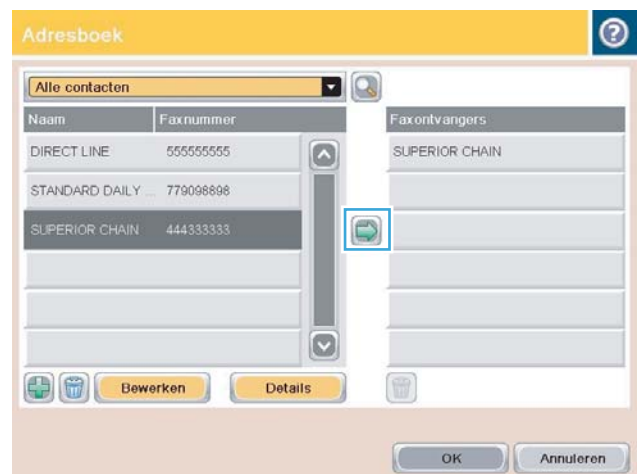 Adresboek
Alle contacten
Naam Faxnummer
Faxontvangers
DIRECT LINE 555555555
SUPERIOR CHAIN
STANDARD DAILY ... 779098898
SUPERIOR CHAIN 444333333
Bewerken Details
OK Annuleren